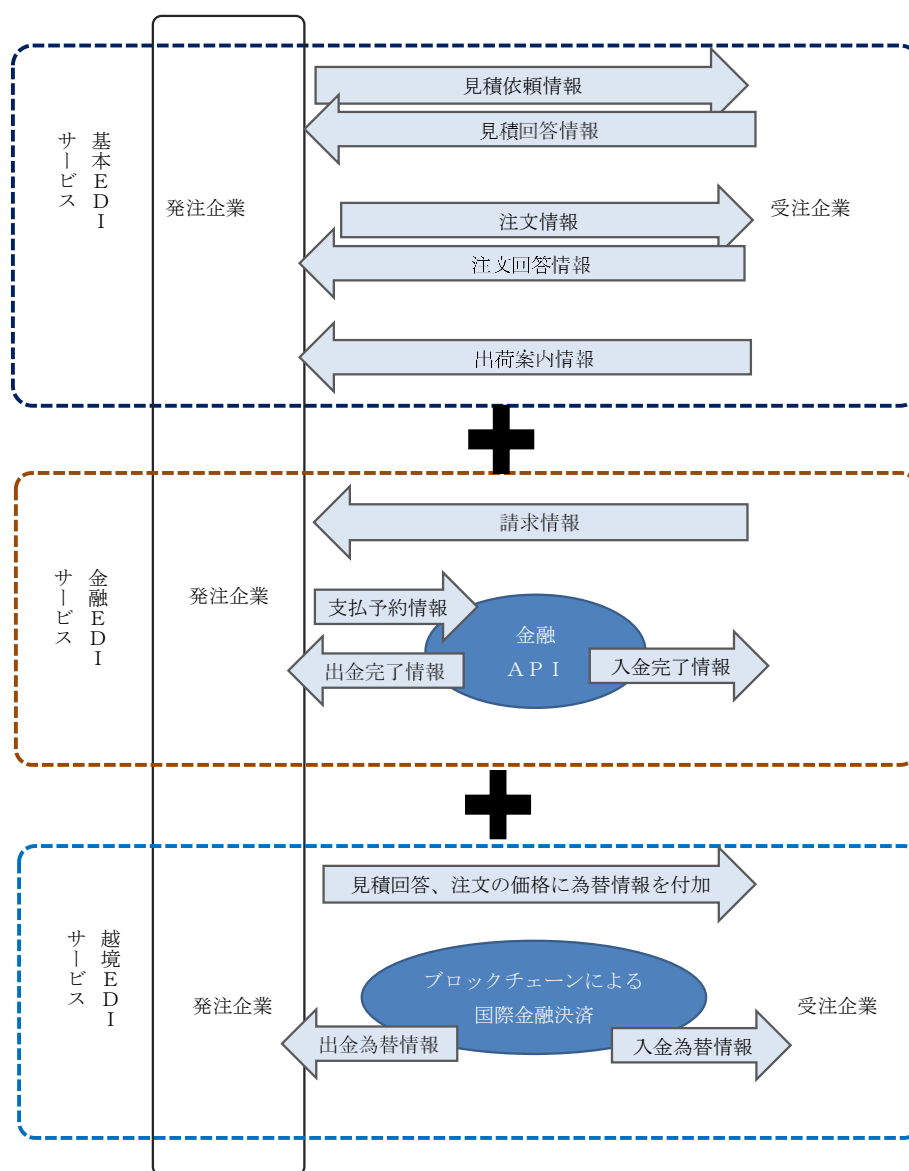 基本ＥＤＩ
サービス
発注企業
見積依頼情報
見積回答情報
注文情報
注文回答情報
出荷案内情報
受注企業
金融ＥＤＩ
サービス
発注企業
請求情報
支払予約情報
金融
ＡＰＩ
出金完了情報
入金完了情報
越境ＥＤＩ
サービス
発注企業
見積回答、注文の価格に為替情報を付加
ブロックチェーンによる
国際金融決済
出金為替情報
入金為替情報
受注企業